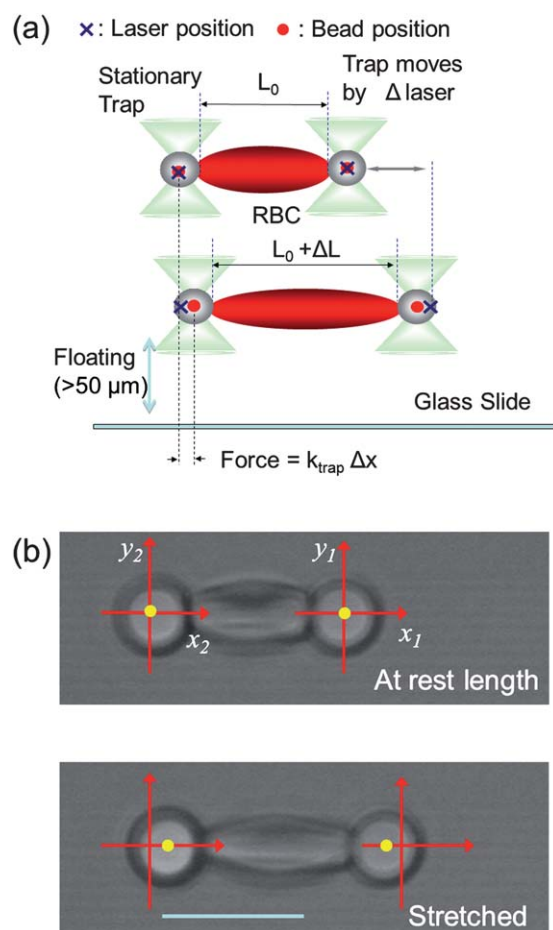 (a)
×: Laser position ●: Bead position
Stationary
Trap
L₀
Trap moves
by Δ laser
RBC
L₀ +ΔL
Floating
(>50 µm)
Glass Slide
Force = kₜᵣₐₚ Δx
(b)
y₂
y₁
x₂
x₁
At rest length
Stretched